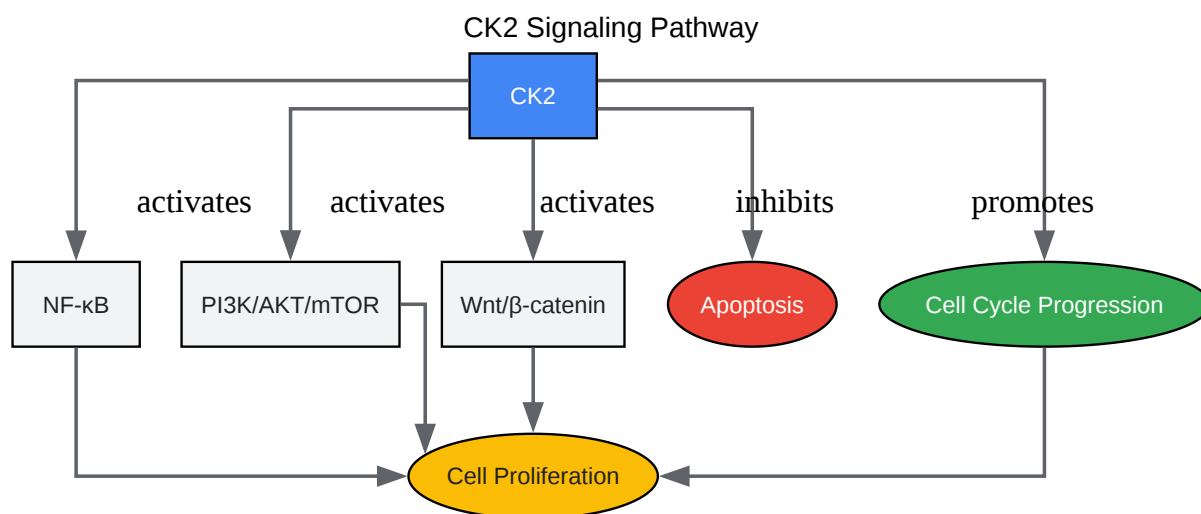 CK2 Signaling Pathway
CK2
activates
activates
activates
inhibits
promotes
NF-κB
PI3K/AKT/mTOR
Wnt/β-catenin
Apoptosis
Cell Cycle Progression
Cell Proliferation